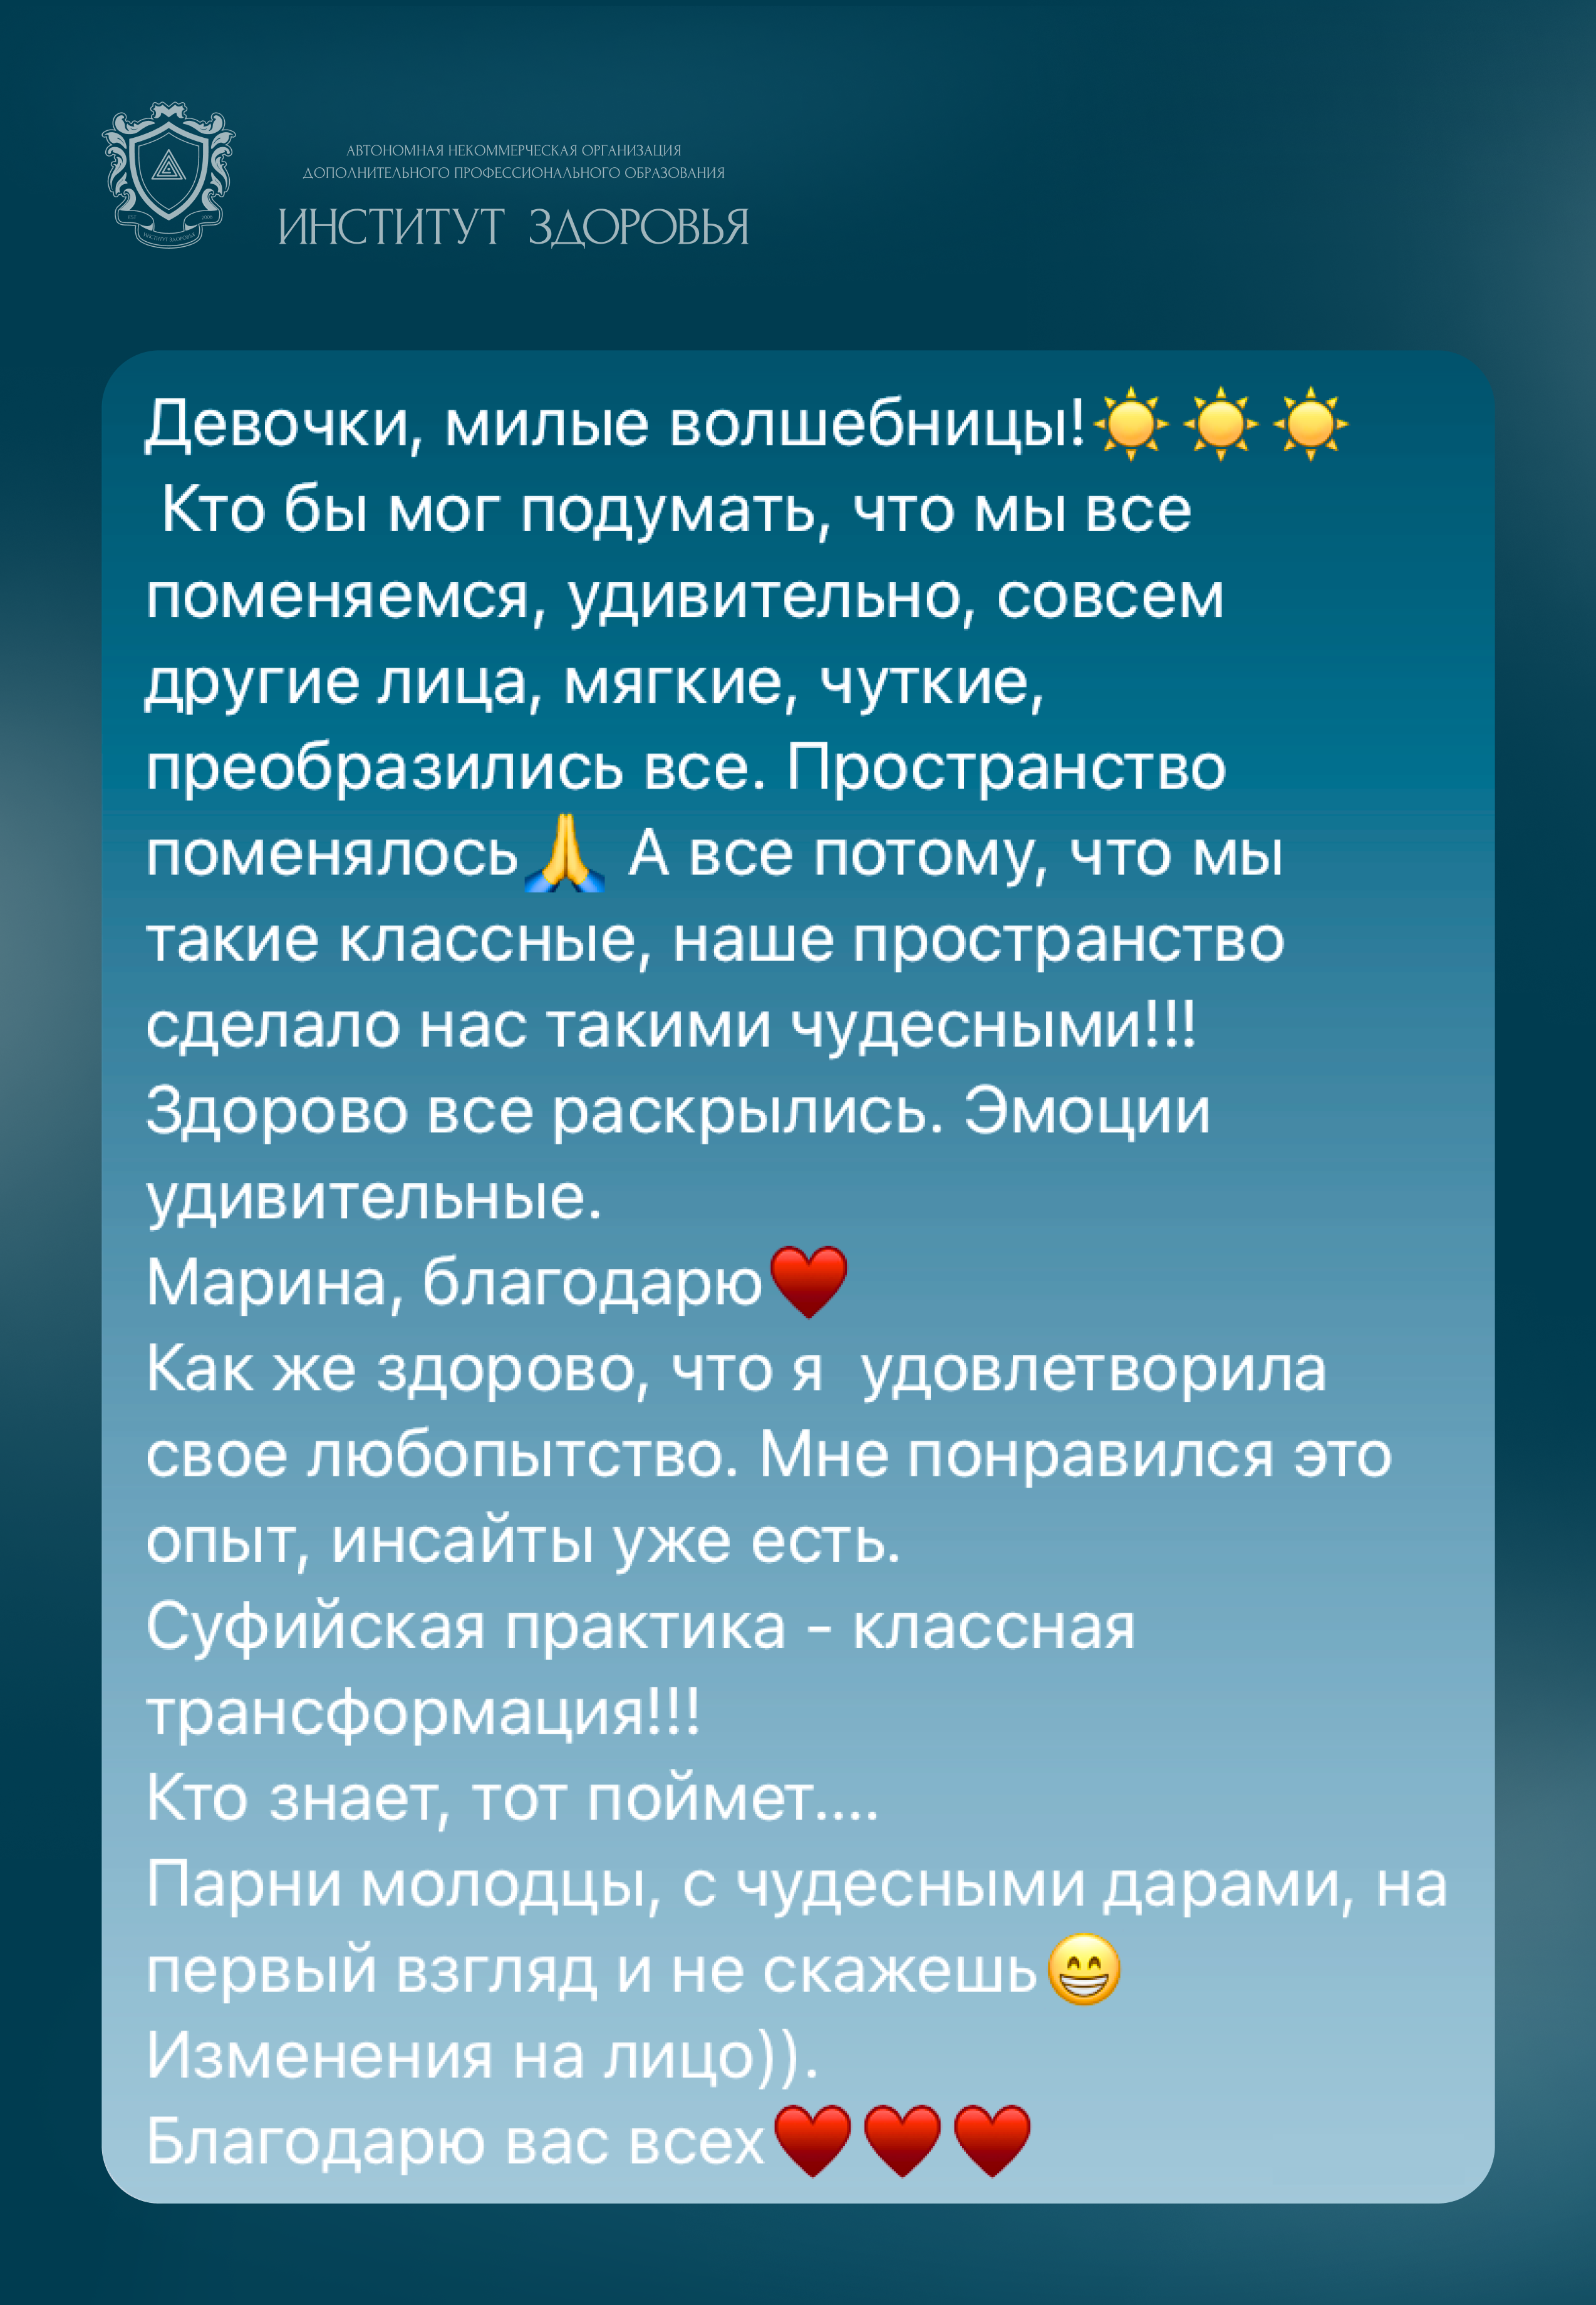 АВТОНОМНАЯ НЕКОММЕРЧЕСКАЯ ОРГАНИЗАЦИЯ
ДОПОЛНИТЕЛЬНОГО ПРОФЕССИОНАЛЬНОГО ОБРАЗОВАНИЯ
ИНСТИТУТ ЗДОРОВЬЯ
EST 2006
ИНСТИТУТ ЗДОРОВЬЯ
Девочки, милые волшебницы!☀️☀️☀️
Кто бы мог подумать, что мы все
поменяемся, удивительно, совсем
другие лица, мягкие, чуткие,
преобразились все. Пространство
поменялось🙏 А все потому, что мы
такие классные, наше пространство
сделало нас такими чудесными!!!
Здорово все раскрылись. Эмоции
удивительные.
Марина, благодарю♥️
Как же здорово, что я  удовлетворила
свое любопытство. Мне понравился это
опыт, инсайты уже есть.
Суфийская практика - классная
трансформация!!!
Кто знает, тот поймет....
Парни молодцы, с чудесными дарами, на
первый взгляд и не скажешь😁
Изменения на лицо)).
Благодарю вас всех♥️♥️♥️